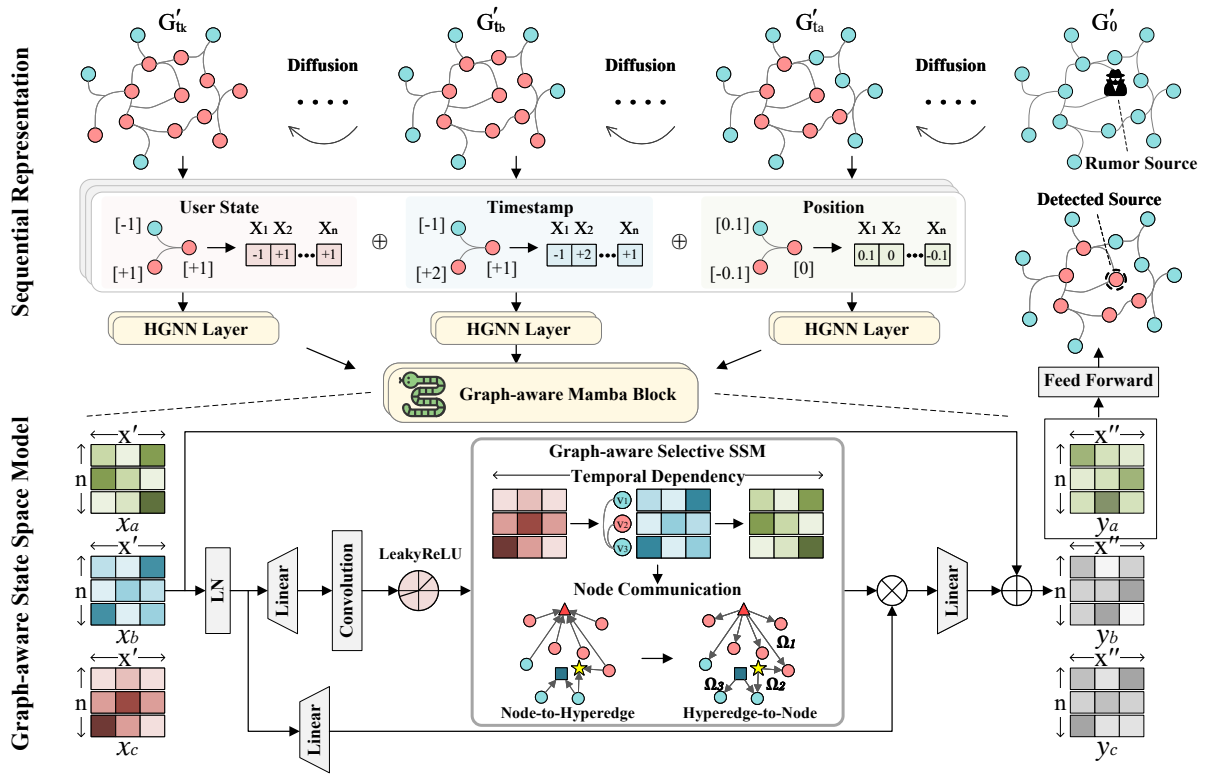 Sequential Representation
G'tk
G'tb
G'ta
G'0
Diffusion
Diffusion
Diffusion
Rumor Source
User State
[-1]
[+1]
[+1]
X1 X2 Xn
-1 +1 ••• +1
⊕
Timestamp
[-1]
[+2]
[+1]
X1 X2 Xn
-1 +2 ••• +1
⊕
Position
[0.1]
[-0.1]
[0]
X1 X2 Xn
0.1 0 ••• -0.1
Detected Source
HGNN Layer
HGNN Layer
HGNN Layer
Graph-aware Mamba Block
Feed Forward
Graph-aware State Space Model
x'
n
xa
x'
n
xb
x'
n
xc
LN
Linear
Convolution
LeakyReLU
Linear
Graph-aware Selective SSM
Temporal Dependency
v1
v2
v3
Node Communication
Ω1
Ω2
Ω3
Node-to-Hyperedge
Hyperedge-to-Node
Linear
x''
n
ya
x''
n
yb
x''
n
yc